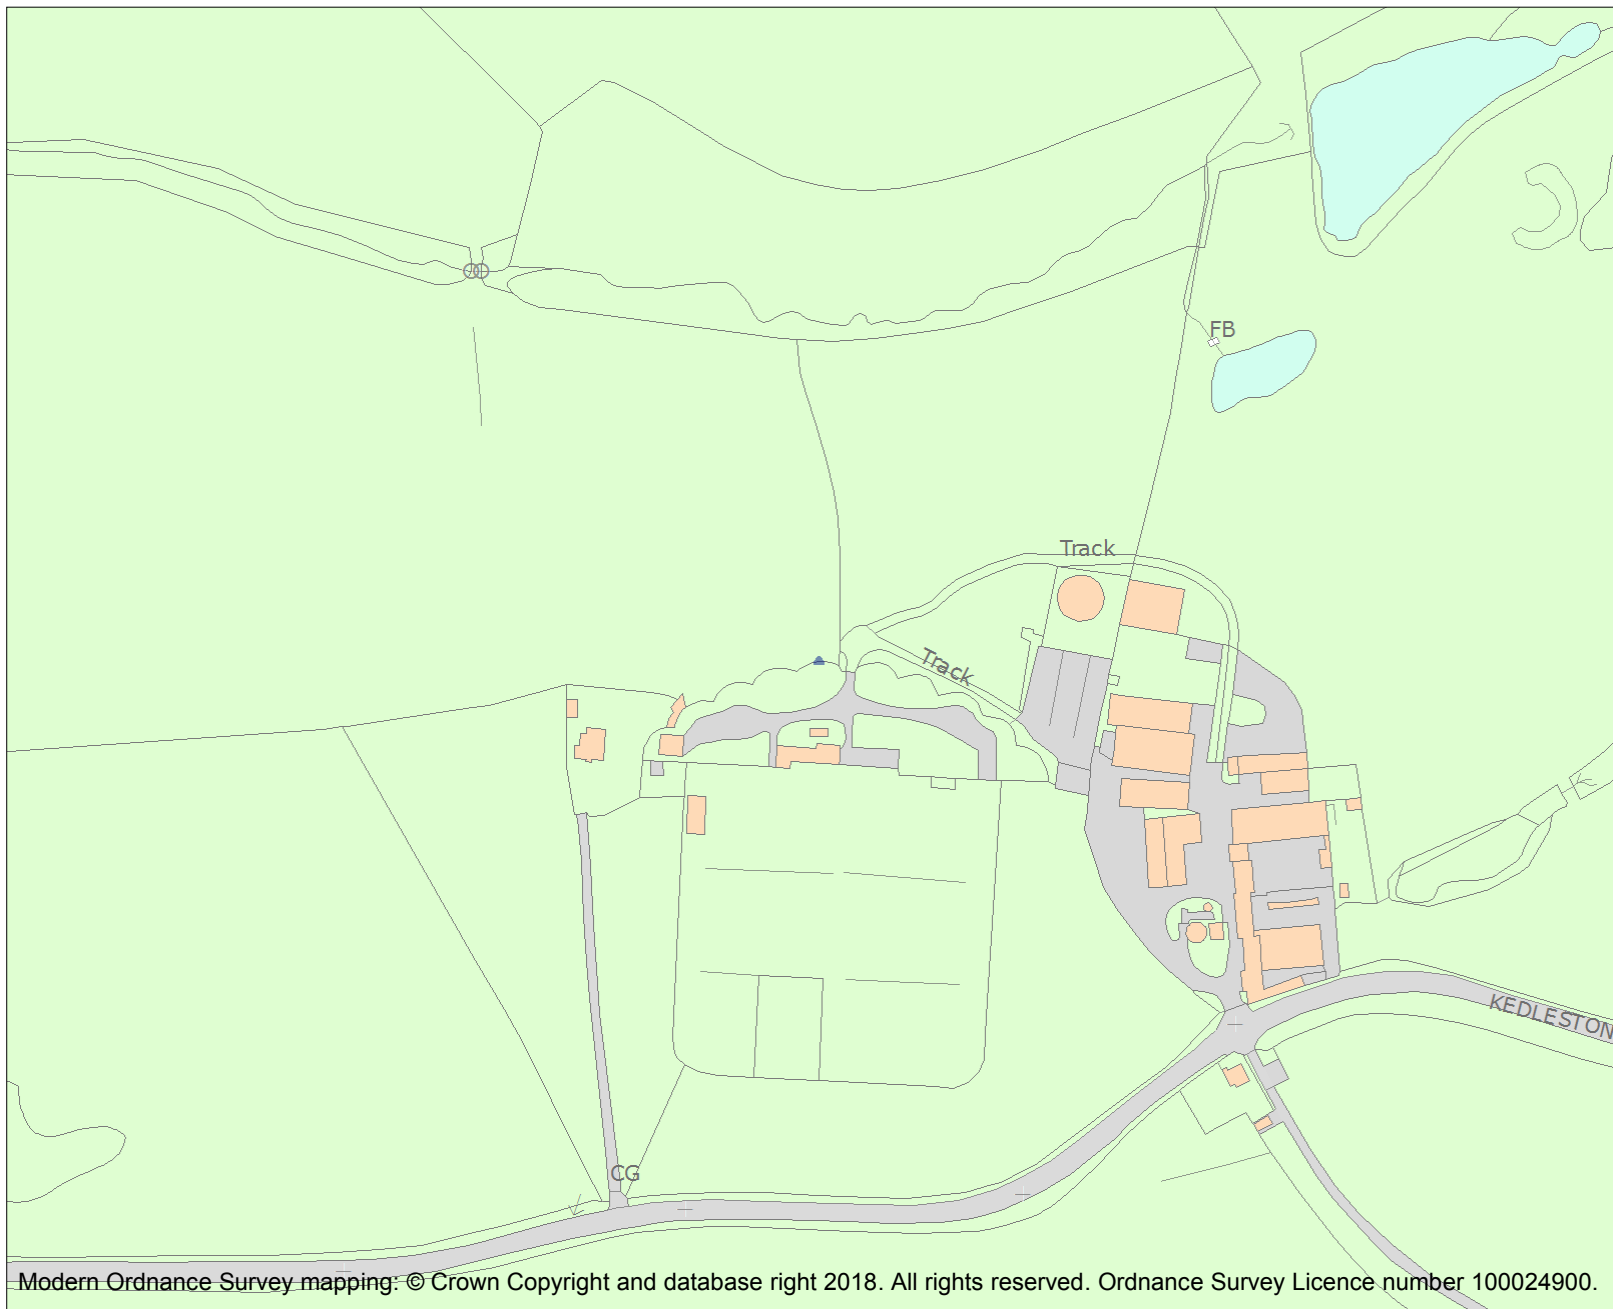 FB
Track
Track
KEDLESTON
CG
Modern Ordnance Survey mapping: © Crown Copyright and database right 2018. All rights reserved. Ordnance Survey Licence number 100024900.